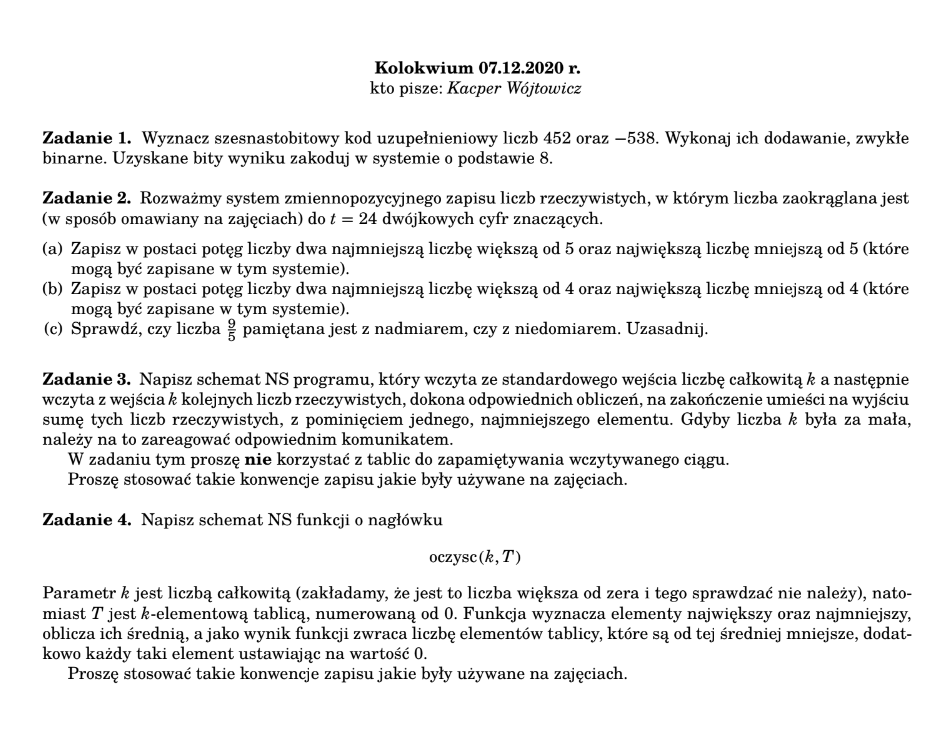 Kolokwium 07.12.2020 r.
kto pisze: Kacper Wójtowicz
Zadanie 1. Wyznacz szesnastobitowy kod uzupełnieniowy liczb 452 oraz −538. Wykonaj ich dodawanie, zwykłe
binarne. Uzyskane bity wyniku zakoduj w systemie o podstawie 8.
Zadanie 2. Rozważmy system zmiennopozycyjnego zapisu liczb rzeczywistych, w którym liczba zaokrąglana jest
(w sposób omawiany na zajęciach) do t = 24 dwójkowych cyfr znaczących.
(a) Zapisz w postaci potęg liczby dwa najmniejszą liczbę większą od 5 oraz największą liczbę mniejszą od 5 (które
mogą być zapisane w tym systemie).
(b) Zapisz w postaci potęg liczby dwa najmniejszą liczbę większą od 4 oraz największą liczbę mniejszą od 4 (które
mogą być zapisane w tym systemie).
(c) Sprawdź, czy liczba 9/5 pamiętana jest z nadmiarem, czy z niedomiarem. Uzasadnij.
Zadanie 3. Napisz schemat NS programu, który wczyta ze standardowego wejścia liczbę całkowitą k a następnie
wczyta z wejścia k kolejnych liczb rzeczywistych, dokona odpowiednich obliczeń, na zakończenie umieści na wyjściu
sumę tych liczb rzeczywistych, z pominięciem jednego, najmniejszego elementu. Gdyby liczba k była za mała,
należy na to zareagować odpowiednim komunikatem.
W zadaniu tym proszę nie korzystać z tablic do zapamiętywania wczytywanego ciągu.
Proszę stosować takie konwencje zapisu jakie były używane na zajęciach.
Zadanie 4. Napisz schemat NS funkcji o nagłówku
oczysc(k, T)
Parametr k jest liczbą całkowitą (zakładamy, że jest to liczba większa od zera i tego sprawdzać nie należy), nato-
miast T jest k-elementową tablicą, numerowaną od 0. Funkcja wyznacza elementy największy oraz najmniejszy,
oblicza ich średnią, a jako wynik funkcji zwraca liczbę elementów tablicy, które są od tej średniej mniejsze, dodat-
kowo każdy taki element ustawiając na wartość 0.
Proszę stosować takie konwencje zapisu jakie były używane na zajęciach.